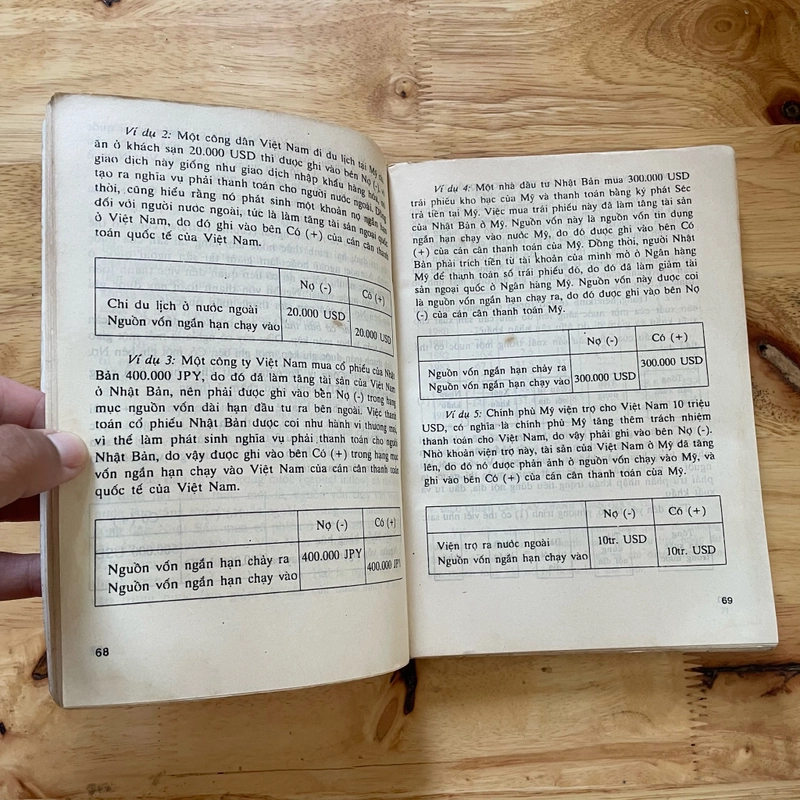 Ví dụ 2: Một công dân Việt Nam đi du lịch tại Mỹ
ăn ở khách sạn 20.000 USD thì được ghi vào bên Nợ (-)
giao dịch này giống như giao dịch nhập khẩu hàng hóa,
tạo ra nghĩa vụ phải thanh toán cho người nước ngoài. Đồng
thời, cũng hiểu rằng nó phát sinh một khoản nợ ngắn hạn
đối với người nước ngoài, tức là làm tăng tài sản ngoại quốc
ở Việt Nam, do đó ghi vào bên Có (+) của cán cân thanh
toán quốc tế của Việt Nam.
Nợ (-) Có (+)
Chi du lịch ở nước ngoài 20.000 USD
Nguồn vốn ngắn hạn chạy vào 20.000 USD
Ví dụ 3: Một công ty Việt Nam mua cổ phiếu của Nhật
Bản 400.000 JPY, do đó đã làm tăng tài sản của Việt Nam
ở Nhật Bản, nên phải được ghi vào bên Nợ (-) trong hạng
mục nguồn vốn dài hạn đầu tư ra bên ngoài. Việc thanh
toán cổ phiếu Nhật Bản được coi như hành vi thương mại,
vì thế làm phát sinh nghĩa vụ phải thanh toán cho người
Nhật Bản, do vậy được ghi vào bên Có (+) trong hạng mục
vốn ngắn hạn chạy vào Việt Nam của cán cân thanh toán
quốc tế của Việt Nam.
Nợ (-) Có (+)
Nguồn vốn ngắn hạn chảy ra 400.000 JPY
Nguồn vốn ngắn hạn chạy vào 400.000 JPY
68
Ví dụ 4: Một nhà đầu tư Nhật Bản mua 300.000 USD
trái phiếu kho bạc của Mỹ và thanh toán bằng ký phát Séc
trả tiền tại Mỹ. Việc mua trái phiếu này đã làm tăng tài sản
của Nhật Bản ở Mỹ. Nguồn vốn này là nguồn vốn tín dụng
ngắn hạn chạy vào nước Mỹ, do đó được ghi vào bên Có
(+) của cán cân thanh toán của Mỹ. Đồng thời, người Nhật
Bản phải trích tiền từ tài khoản của minh mở ở Ngân hàng
Mỹ để thạnh toán số trái phiếu đó, do đó đã làm giảm tài
sản ngoại quốc ở Ngân hàng Mỹ. Nguồn vốn này được coi
là nguồn vốn ngắn hạn chạy ra, do đó được ghi vào bên Nợ
(-) của cán cân thanh toán Mỹ.
Nợ (-) Có (+)
Nguồn vốn ngắn hạn chảy ra 300.000 USD
Nguồn vốn ngắn hạn chạy vào 300.000 USD
Ví dụ 5: Chính phủ Mỹ viện trợ cho Việt Nam 10 triệu
USD, có nghĩa là chính phủ Mỹ tăng thêm trách nhiệm
thanh toán cho Việt Nam, do vậy phải ghi vào bên Nợ (-).
Nhờ khoản viện trợ này, tài sản của Việt Nam ở Mỹ đã tăng
lên, do đó nó được phản ánh ở nguồn vốn chạy vào Mỹ, và
ghi vào bên Có (+) của cán cân thanh toán của Mỹ.
Nợ (-) Có (+)
Viện trợ ra nước ngoài 10tr. USD
Nguồn vốn ngắn hạn chạy vào 10tr. USD
69